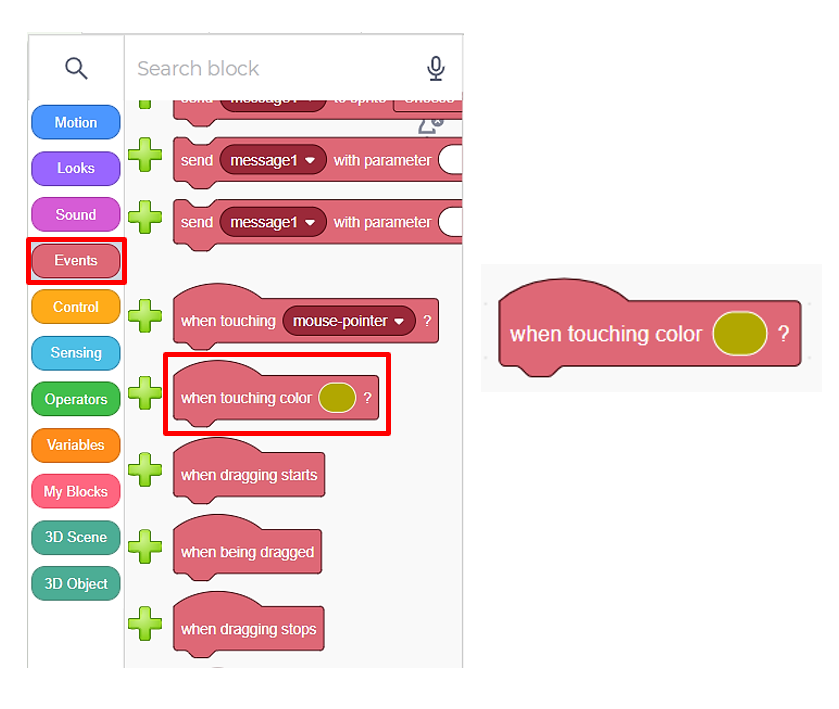 Search block
Motion
Looks
Sound
Events
Control
Sensing
Operators
Variables
My Blocks
3D Scene
3D Object
send message1 with parameter
send message1 with parameter
when touching mouse-pointer ?
when touching color ?
when dragging starts
when being dragged
when dragging stops
when touching color ?